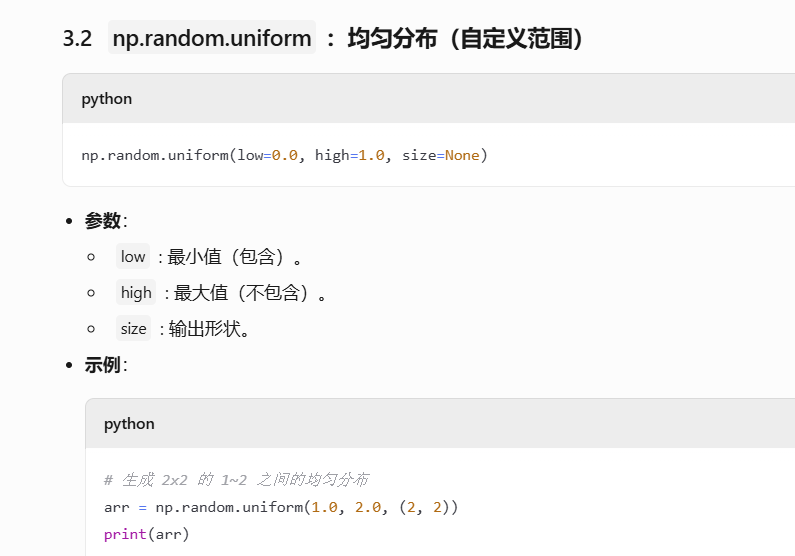 3.2 np.random.uniform ：均匀分布（自定义范围）
python
np.random.uniform(low=0.0, high=1.0, size=None)
参数:
low : 最小值（包含）。
high : 最大值（不包含）。
size : 输出形状。
示例:
python
# 生成 2x2 的 1~2 之间的均匀分布
arr = np.random.uniform(1.0, 2.0, (2, 2))
print(arr)